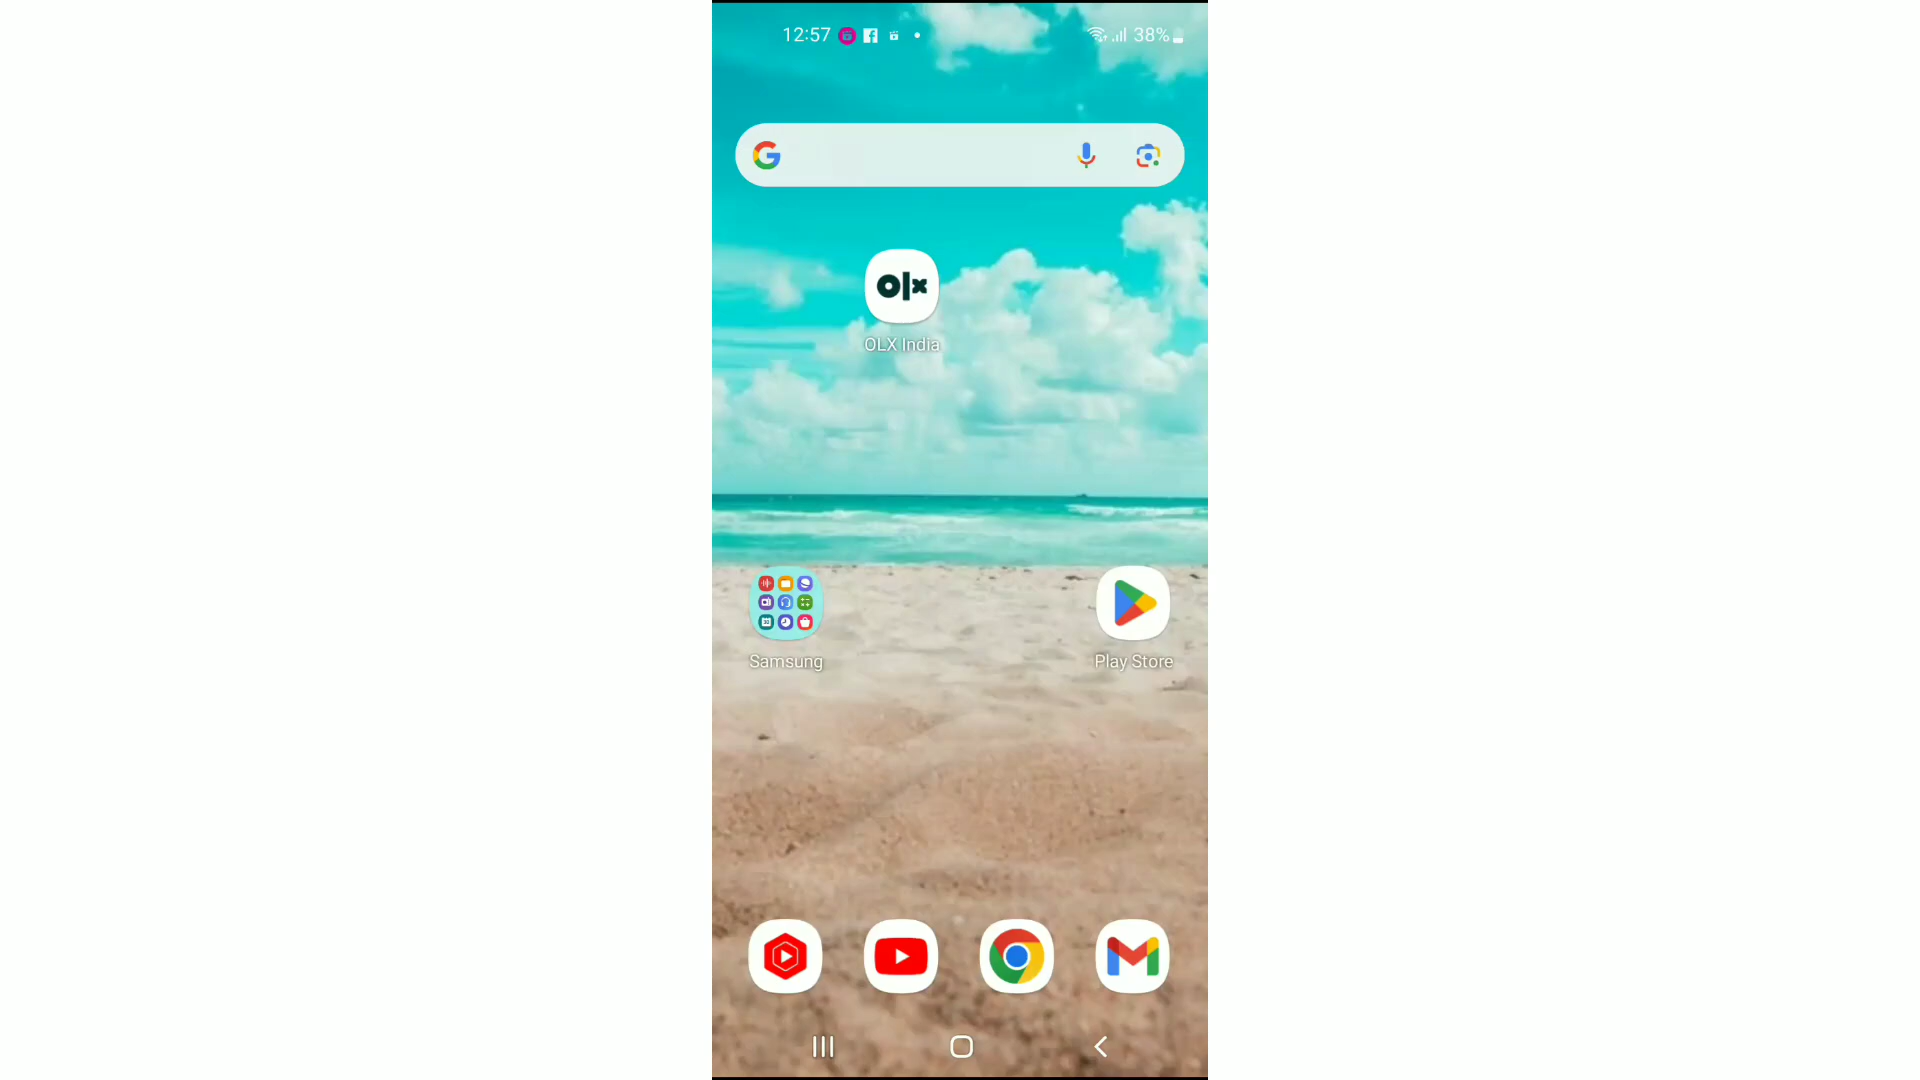 12:57
38%
olx
OLX India
Samsung
Play Store